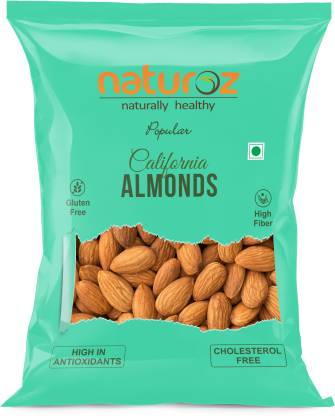 naturoz
naturally healthy
Popular
California
ALMONDS
Gluten
Free
High
Fiber
HIGH IN
ANTIOXIDANTS
CHOLESTEROL
FREE